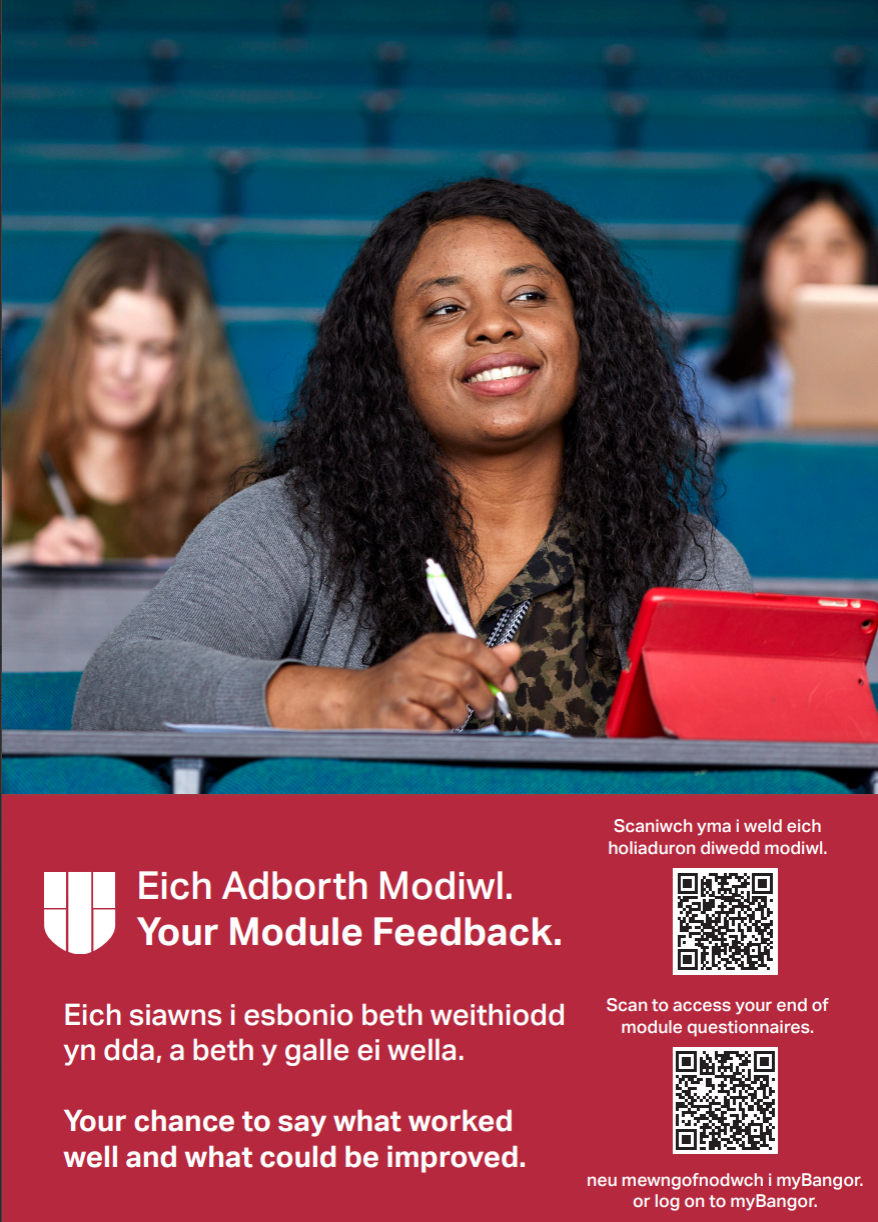 Eich Adborth Modiwl.
Your Module Feedback.
Eich siawns i esbonio beth weithiodd
yn dda, a beth y galle ei wella.
Your chance to say what worked
well and what could be improved.
Scaniwch yma i weld eich
holiaduron diwedd modiwl.
Scan to access your end of
module questionnaires.
neu mewngofnodwch i myBangor.
or log on to myBangor.